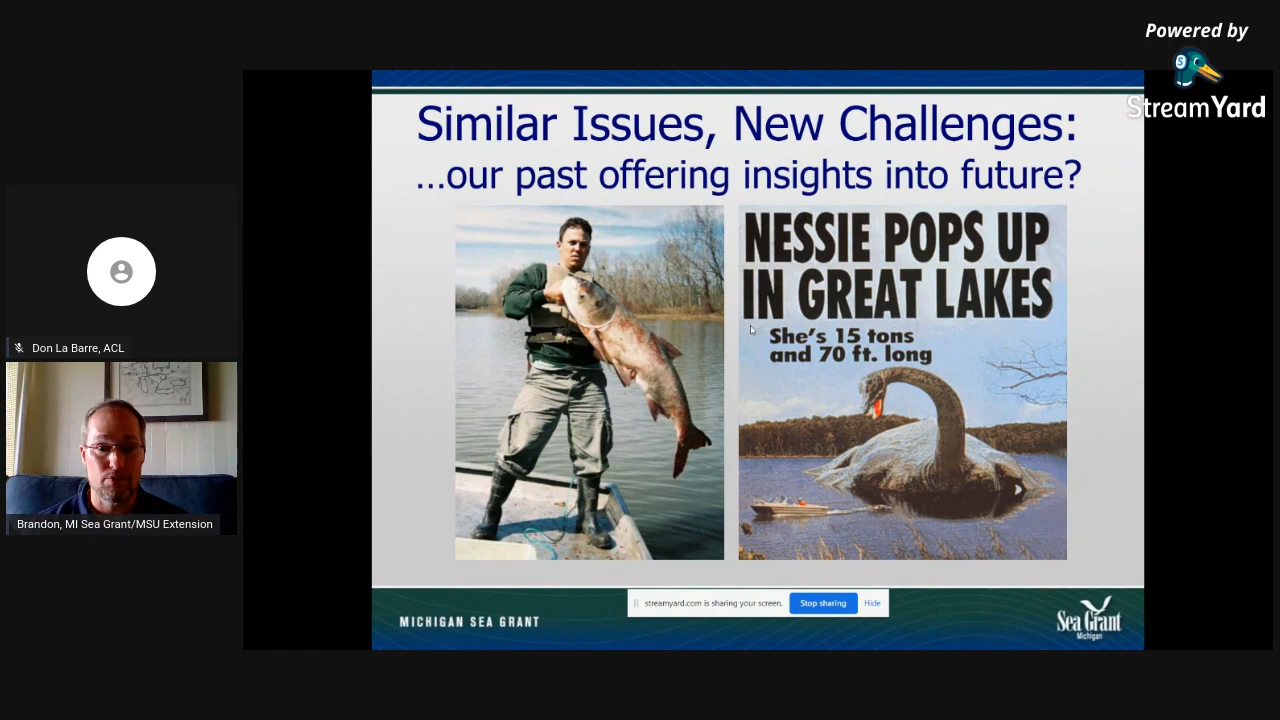 Powered by
StreamYard
Similar Issues, New Challenges:
...our past offering insights into future?
NESSIE POPS UP
IN GREAT LAKES
She's 15 tons
and 70 ft. long
Don La Barre, ACL
Brandon, MI Sea Grant/MSU Extension
streamyard.com is sharing your screen.
Stop sharing
Hide
MICHIGAN SEA GRANT
Sea Grant
Michigan